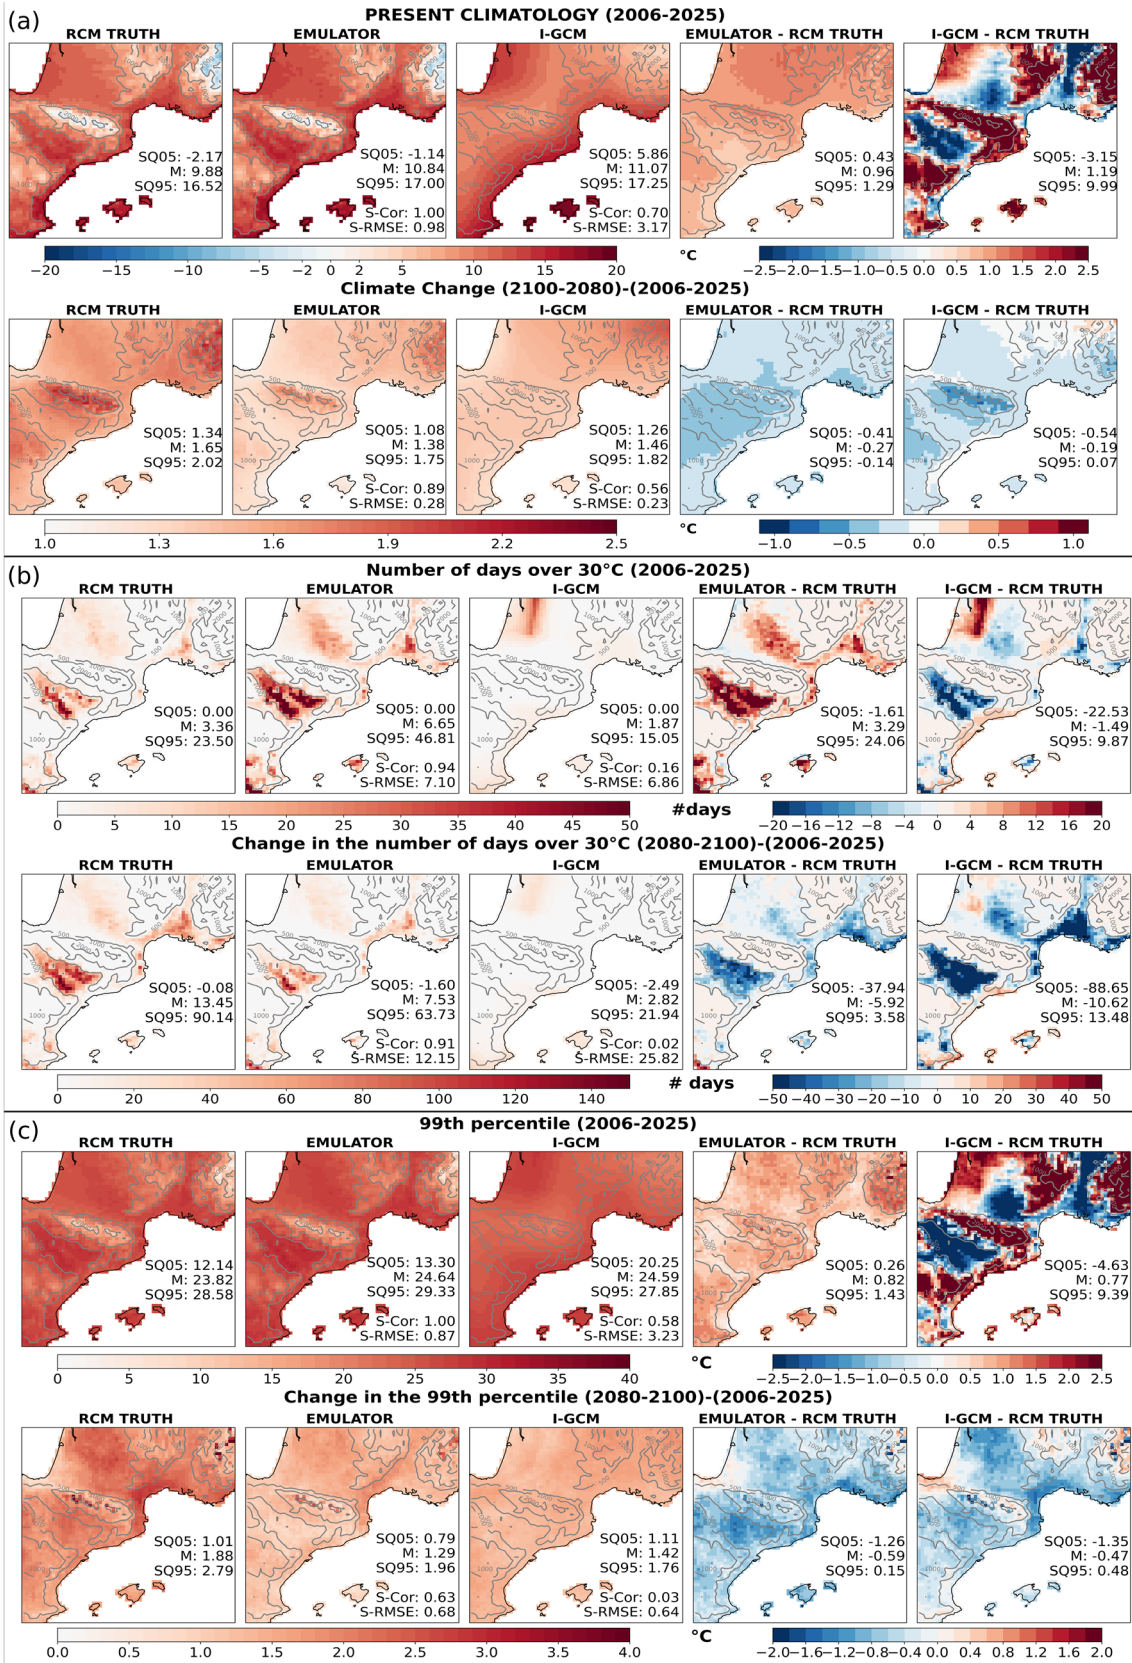 (a)
PRESENT CLIMATOLOGY (2006-2025)
RCM TRUTH EMULATOR I-GCM EMULATOR - RCM TRUTH I-GCM - RCM TRUTH
SQ05: -2.17 SQ05: -1.14 SQ05: 5.86 SQ05: 0.43 SQ05: -3.15
M: 9.88 M: 10.84 M: 11.07 M: 0.96 M: 1.19
SQ95: 16.52 SQ95: 17.00 SQ95: 17.25 SQ95: 1.29 SQ95: 9.99
S-Cor: 1.00 S-Cor: 0.70
S-RMSE: 0.98 S-RMSE: 3.17
−20 −15 −10 −5 −2 0 2 5 10 15 20 °C −2.5 −2.0 −1.5 −1.0 −0.5 0.0 0.5 1.0 1.5 2.0 2.5
Climate Change (2100-2080)-(2006-2025)
RCM TRUTH EMULATOR I-GCM EMULATOR - RCM TRUTH I-GCM - RCM TRUTH
SQ05: 1.34 SQ05: 1.08 SQ05: 1.26 SQ05: -0.41 SQ05: -0.54
M: 1.65 M: 1.38 M: 1.46 M: -0.27 M: -0.19
SQ95: 2.02 SQ95: 1.75 SQ95: 1.82 SQ95: -0.14 SQ95: 0.07
S-Cor: 0.89 S-Cor: 0.56
S-RMSE: 0.28 S-RMSE: 0.23
1.0 1.3 1.6 1.9 2.2 2.5 °C −1.0 −0.5 0.0 0.5 1.0
(b)
Number of days over 30°C (2006-2025)
RCM TRUTH EMULATOR I-GCM EMULATOR - RCM TRUTH I-GCM - RCM TRUTH
SQ05: 0.00 SQ05: 0.00 SQ05: 0.00 SQ05: -1.61 SQ05: -22.53
M: 3.36 M: 6.65 M: 1.87 M: 3.29 M: -1.49
SQ95: 23.50 SQ95: 46.81 SQ95: 15.05 SQ95: 24.06 SQ95: 9.87
S-Cor: 0.94 S-Cor: 0.16
S-RMSE: 7.10 S-RMSE: 6.86
0 5 10 15 20 25 30 35 40 45 50 #days −20 −16 −12 −8 −4 0 4 8 12 16 20
Change in the number of days over 30°C (2080-2100)-(2006-2025)
RCM TRUTH EMULATOR I-GCM EMULATOR - RCM TRUTH I-GCM - RCM TRUTH
SQ05: -0.08 SQ05: -1.60 SQ05: -2.49 SQ05: -37.94 SQ05: -88.65
M: 13.45 M: 7.53 M: 2.82 M: -5.92 M: -10.62
SQ95: 90.14 SQ95: 63.73 SQ95: 21.94 SQ95: 3.58 SQ95: 13.48
S-Cor: 0.91 S-Cor: 0.02
S-RMSE: 12.15 S-RMSE: 25.82
0 20 40 60 80 100 120 140 # days −50 −40 −30 −20 −10 0 10 20 30 40 50
(c)
99th percentile (2006-2025)
RCM TRUTH EMULATOR I-GCM EMULATOR - RCM TRUTH I-GCM - RCM TRUTH
SQ05: 12.14 SQ05: 13.30 SQ05: 20.25 SQ05: 0.26 SQ05: -4.63
M: 23.82 M: 24.64 M: 24.59 M: 0.82 M: 0.77
SQ95: 28.58 SQ95: 29.33 SQ95: 27.85 SQ95: 1.43 SQ95: 9.39
S-Cor: 1.00 S-Cor: 0.58
S-RMSE: 0.87 S-RMSE: 3.23
0 5 10 15 20 25 30 35 40 °C −2.5 −2.0 −1.5 −1.0 −0.5 0.0 0.5 1.0 1.5 2.0 2.5
Change in the 99th percentile (2080-2100)-(2006-2025)
RCM TRUTH EMULATOR I-GCM EMULATOR - RCM TRUTH I-GCM - RCM TRUTH
SQ05: 1.01 SQ05: 0.79 SQ05: 1.11 SQ05: -1.26 SQ05: -1.35
M: 1.88 M: 1.29 M: 1.42 M: -0.59 M: -0.47
SQ95: 2.79 SQ95: 1.96 SQ95: 1.76 SQ95: 0.15 SQ95: 0.48
S-Cor: 0.63 S-Cor: 0.03
S-RMSE: 0.68 S-RMSE: 0.64
0.0 0.5 1.0 1.5 2.0 2.5 3.0 3.5 4.0 °C −2.0 −1.6 −1.2 −0.8 −0.4 0.0 0.4 0.8 1.2 1.6 2.0